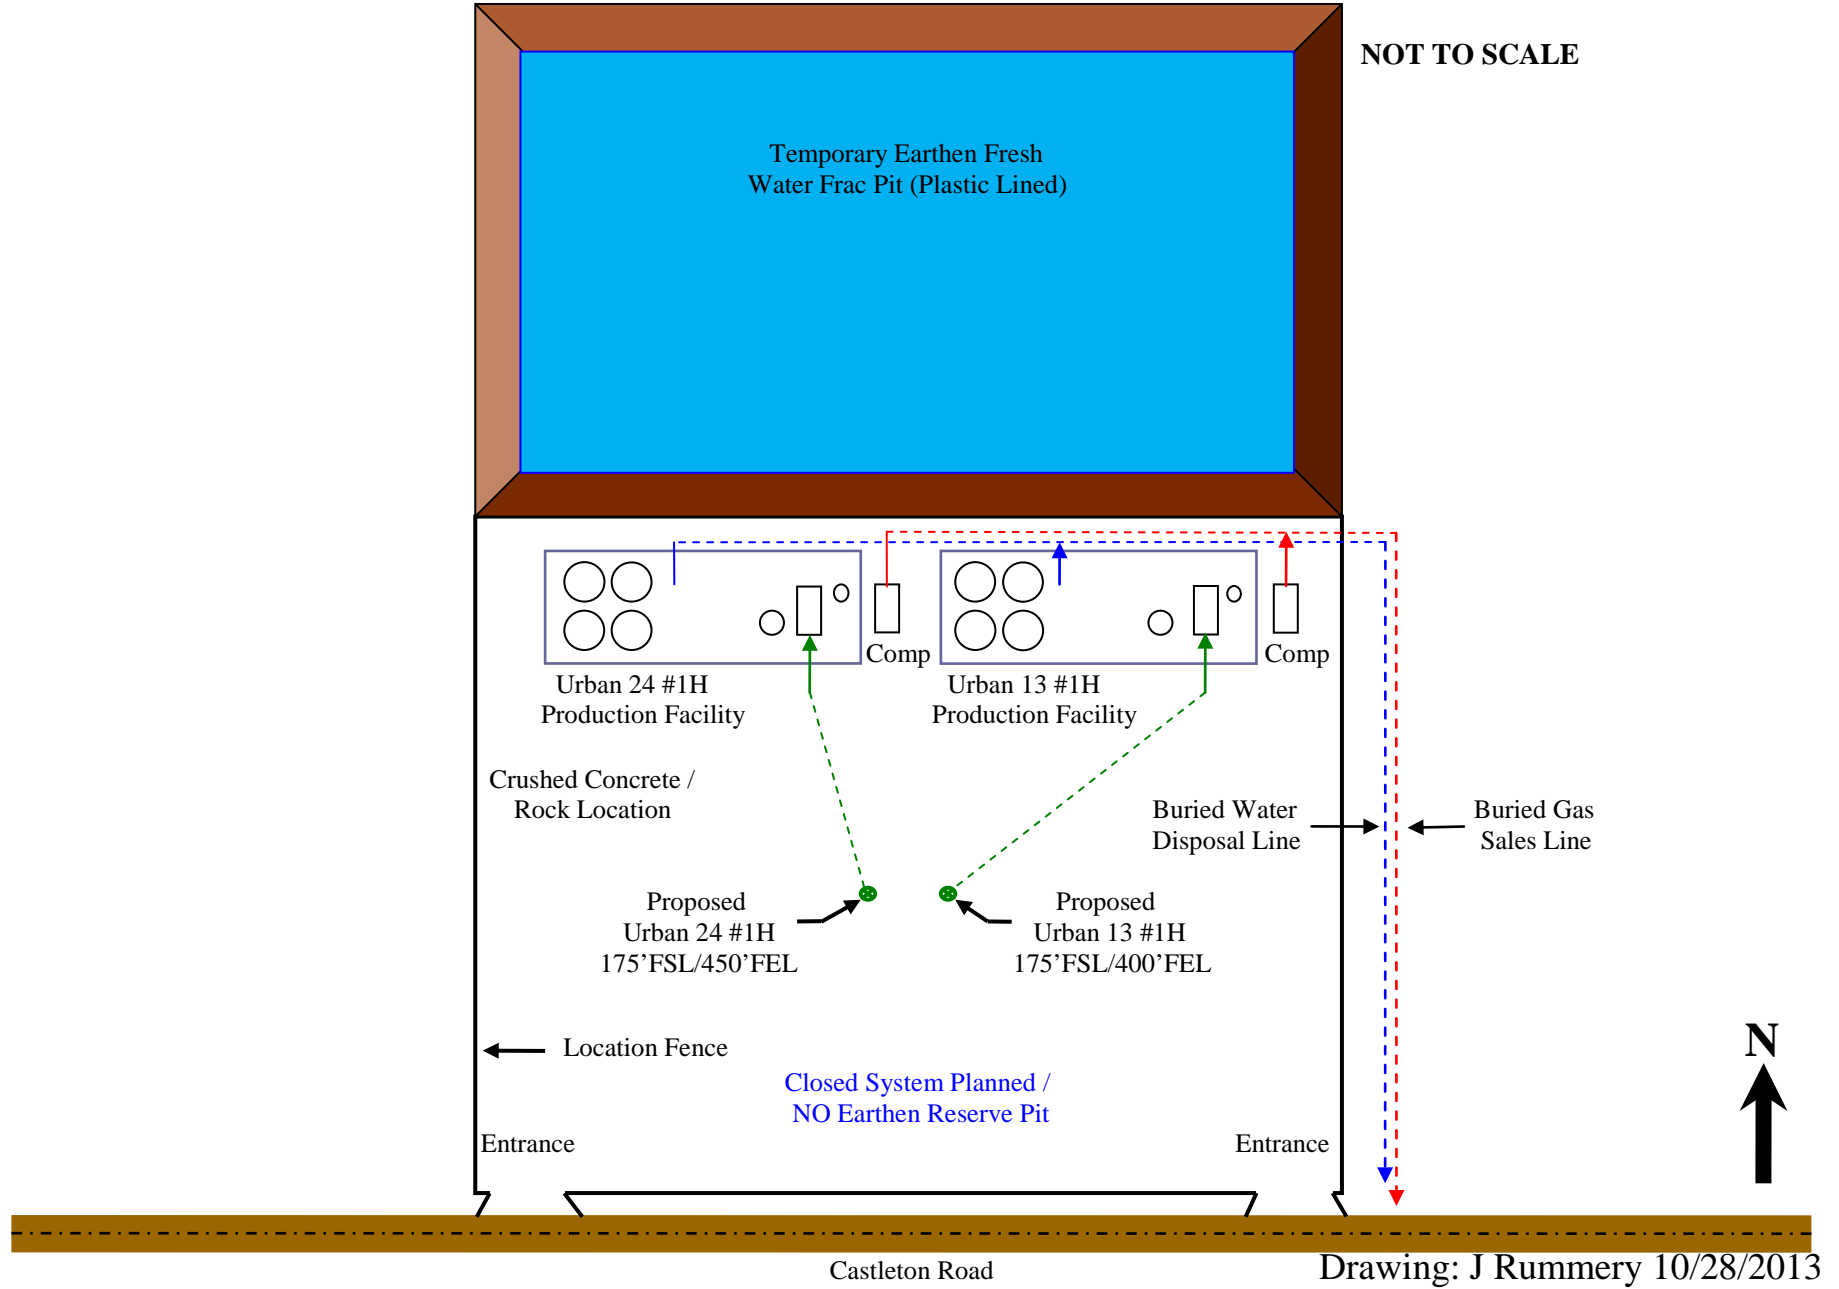 NOT TO SCALE
Temporary Earthen Fresh
Water Frac Pit (Plastic Lined)
Comp
Comp
Urban 24 #1H
Production Facility
Urban 13 #1H
Production Facility
Crushed Concrete /
Rock Location
Buried Water
Disposal Line
Buried Gas
Sales Line
Proposed
Urban 24 #1H
175’FSL/450’FEL
Proposed
Urban 13 #1H
175’FSL/400’FEL
Location Fence
N
Closed System Planned /
NO Earthen Reserve Pit
Entrance
Entrance
Castleton Road
Drawing: J Rummery 10/28/2013